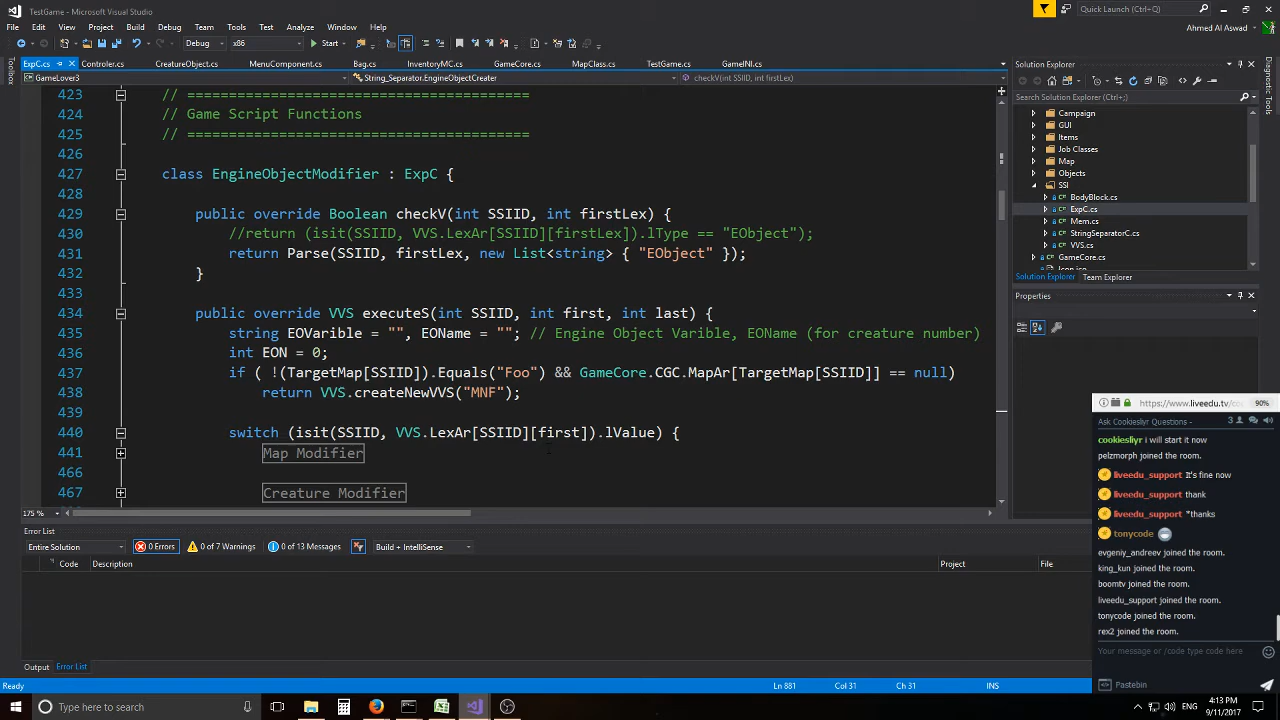 TestGame - Microsoft Visual Studio
Quick Launch (Ctrl+Q)
File Edit View Project Build Debug Team Tools Test Analyze Window Help
Ahmed Al Aswad
Debug x86 Start
ExpC.cs Controler.cs CreatureObject.cs MenuComponent.cs Bag.cs InventoryMC.cs GameCore.cs MapClass.cs TestGame.cs GameINI.cs
GameLover3 String_Separator.EngineObjectCreater checkV(int SSIID, int firstLex)
Toolbox
423 // ========================================
424 // Game Script Functions
425 // ========================================
426
427 class EngineObjectModifier : ExpC {
428
429 public override Boolean checkV(int SSIID, int firstLex) {
430 //return (isit(SSIID, VVS.LexAr[SSIID][firstLex]).lType == "EObject");
431 return Parse(SSIID, firstLex, new List<string> { "EObject" });
432 }
433
434 public override VVS executeS(int SSIID, int first, int last) {
435 string EOVarible = "", EOName = ""; // Engine Object Varible, EOName (for creature number)
436 int EON = 0;
437 if ( !(TargetMap[SSIID]).Equals("Foo") && GameCore.CGC.MapAr[TargetMap[SSIID]] == null)
438 return VVS.createNewVVS("MNF");
439
440 switch (isit(SSIID, VVS.LexAr[SSIID][first]).lValue) {
441 Map Modifier
466
467 Creature Modifier
175 %
Solution Explorer
Search Solution Explorer (Ctrl+;)
Campaign
GUI
Items
Job Classes
Map
Objects
SSI
BodyBlock.cs
ExpC.cs
Mem.cs
StringSeparatorC.cs
VVS.cs
GameCore.cs
Icon.ico
Solution Explorer Team Explorer
Properties
Diagnostic Tools
Error List
Entire Solution 0 Errors 0 of 7 Warnings 0 of 13 Messages Build + IntelliSense
Code Description Project File
Output Error List
Ready Ln 881 Col 31 Ch 31 INS
https://www.liveedu.tv/co 90%
Ask Cookiesliyr Questions - 3
cookiesliyr i will start it now
pelzmorph joined the room.
liveedu_support It's fine now
liveedu_support thank
liveedu_support *thanks
tonycode
evgeniy_andreev joined the room.
king_kun joined the room.
boomtv joined the room.
liveedu_support joined the room.
tonycode joined the room.
rex2 joined the room.
Your message or /code type code here
Pastebin
Type here to search
ENG
4:13 PM
9/11/2017